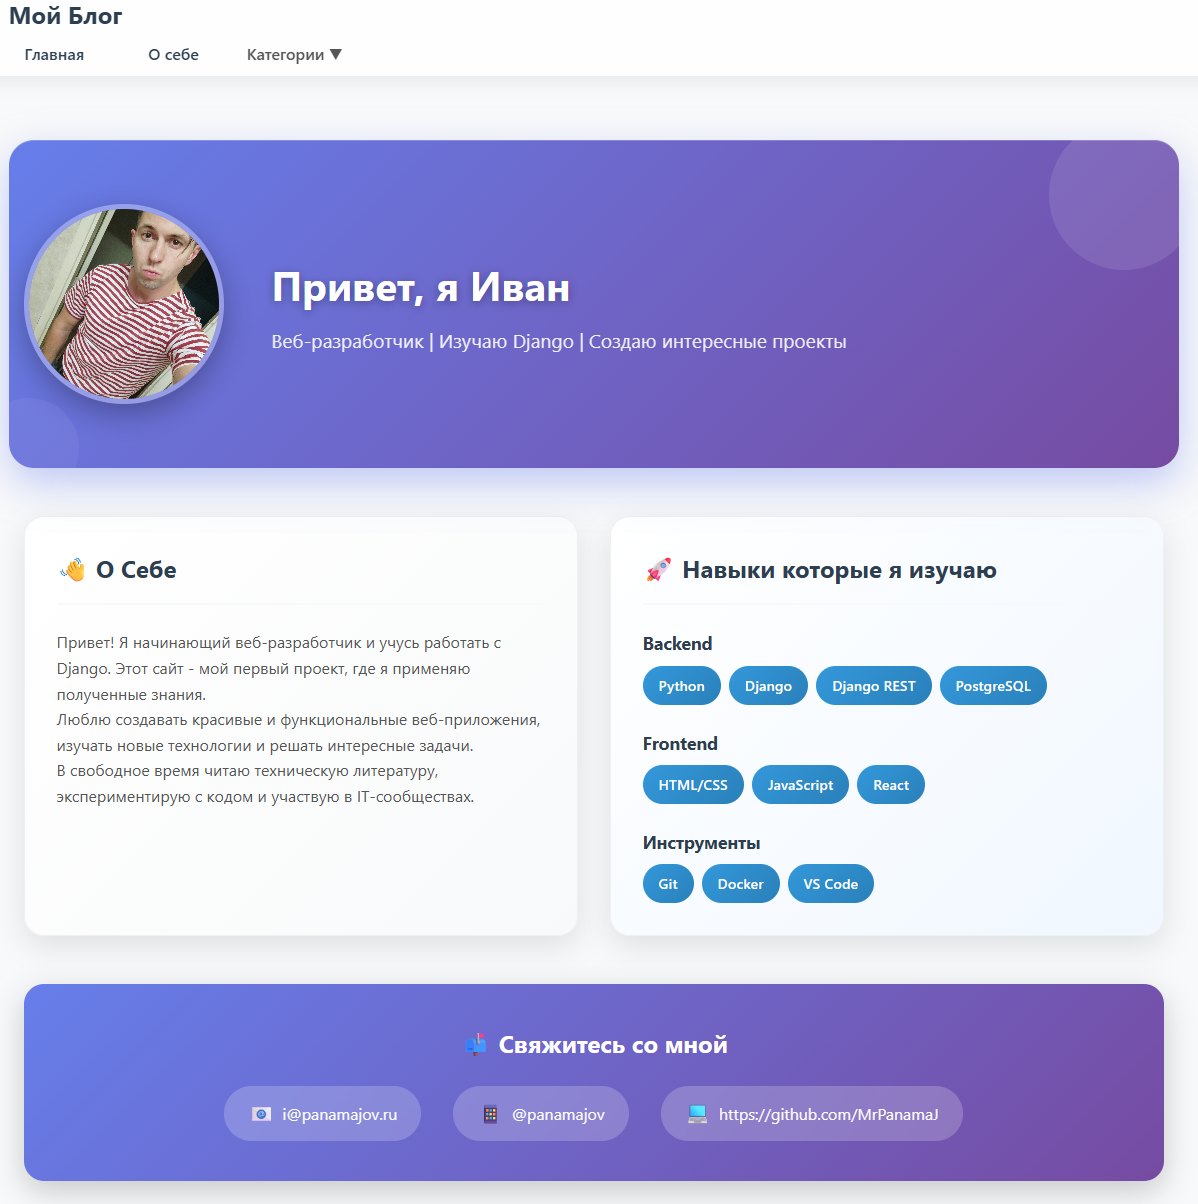 Мой Блог
Главная О себе Категории ▼
Привет, я Иван
Веб-разработчик | Изучаю Django | Создаю интересные проекты
👋 О Себе
Привет! Я начинающий веб-разработчик и учусь работать с
Django. Этот сайт - мой первый проект, где я применяю
полученные знания.
Люблю создавать красивые и функциональные веб-приложения,
изучать новые технологии и решать интересные задачи.
В свободное время читаю техническую литературу,
экспериментирую с кодом и участвую в IT-сообществах.
🚀 Навыки которые я изучаю
Backend
Python Django Django REST PostgreSQL
Frontend
HTML/CSS JavaScript React
Инструменты
Git Docker VS Code
📫 Свяжитесь со мной
📧 i@panamajov.ru 📱 @panamajov 💻 https://github.com/MrPanamaJ